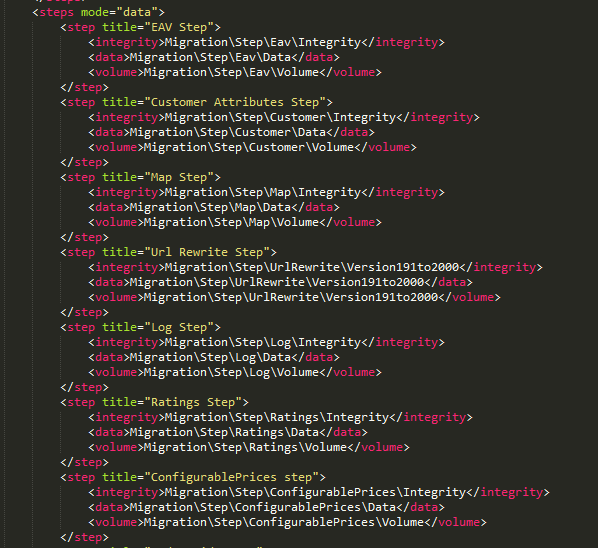 <steps mode="data">
<step title="EAV Step">
<integrity>Migration\Step\Eav\Integrity</integrity>
<data>Migration\Step\Eav\Data</data>
<volume>Migration\Step\Eav\Volume</volume>
</step>
<step title="Customer Attributes Step">
<integrity>Migration\Step\Customer\Integrity</integrity>
<data>Migration\Step\Customer\Data</data>
<volume>Migration\Step\Customer\Volume</volume>
</step>
<step title="Map Step">
<integrity>Migration\Step\Map\Integrity</integrity>
<data>Migration\Step\Map\Data</data>
<volume>Migration\Step\Map\Volume</volume>
</step>
<step title="Url Rewrite Step">
<integrity>Migration\Step\UrlRewrite\Version191to2000</integrity>
<data>Migration\Step\UrlRewrite\Version191to2000</data>
<volume>Migration\Step\UrlRewrite\Version191to2000</volume>
</step>
<step title="Log Step">
<integrity>Migration\Step\Log\Integrity</integrity>
<data>Migration\Step\Log\Data</data>
<volume>Migration\Step\Log\Volume</volume>
</step>
<step title="Ratings Step">
<integrity>Migration\Step\Ratings\Integrity</integrity>
<data>Migration\Step\Ratings\Data</data>
<volume>Migration\Step\Ratings\Volume</volume>
</step>
<step title="ConfigurablePrices step">
<integrity>Migration\Step\ConfigurablePrices\Integrity</integrity>
<data>Migration\Step\ConfigurablePrices\Data</data>
<volume>Migration\Step\ConfigurablePrices\Volume</volume>
</step>